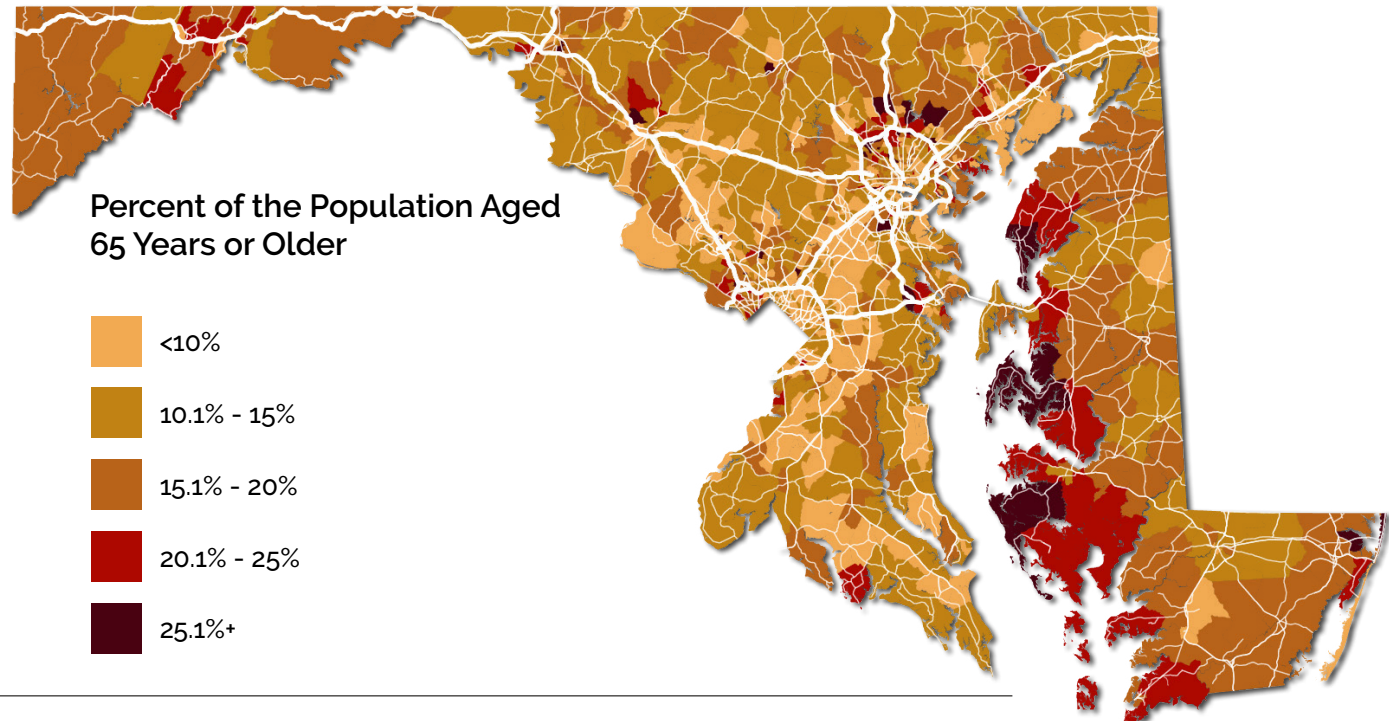 Percent of the Population Aged
65 Years or Older
<10%
10.1% - 15%
15.1% - 20%
20.1% - 25%
25.1%+